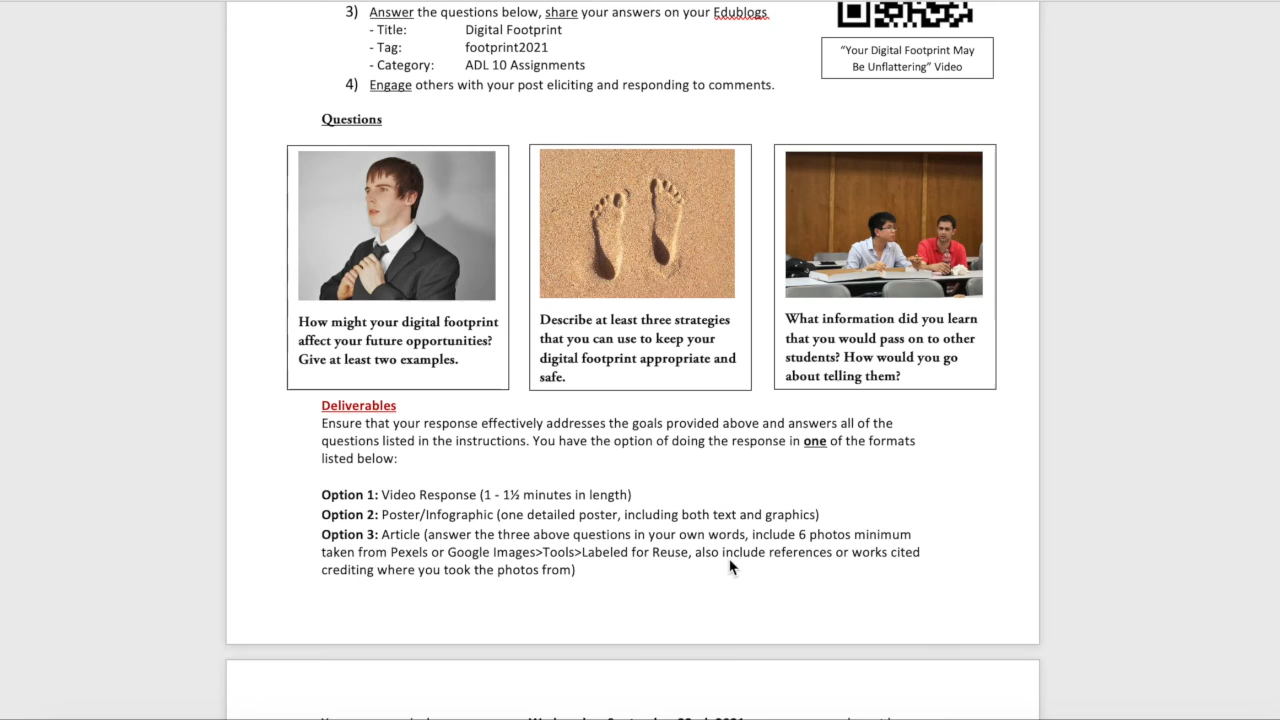 3) Answer the questions below, share your answers on your Edublogs
- Title: Digital Footprint
- Tag: footprint2021
- Category: ADL 10 Assignments
4) Engage others with your post eliciting and responding to comments.
“Your Digital Footprint May
Be Unflattering” Video
Questions
How might your digital footprint
affect your future opportunities?
Give at least two examples.
Describe at least three strategies
that you can use to keep your
digital footprint appropriate and
safe.
What information did you learn
that you would pass on to other
students? How would you go
about telling them?
Deliverables
Ensure that your response effectively addresses the goals provided above and answers all of the
questions listed in the instructions. You have the option of doing the response in one of the formats
listed below:
Option 1: Video Response (1 - 1½ minutes in length)
Option 2: Poster/Infographic (one detailed poster, including both text and graphics)
Option 3: Article (answer the three above questions in your own words, include 6 photos minimum
taken from Pexels or Google Images>Tools>Labeled for Reuse, also include references or works cited
crediting where you took the photos from)